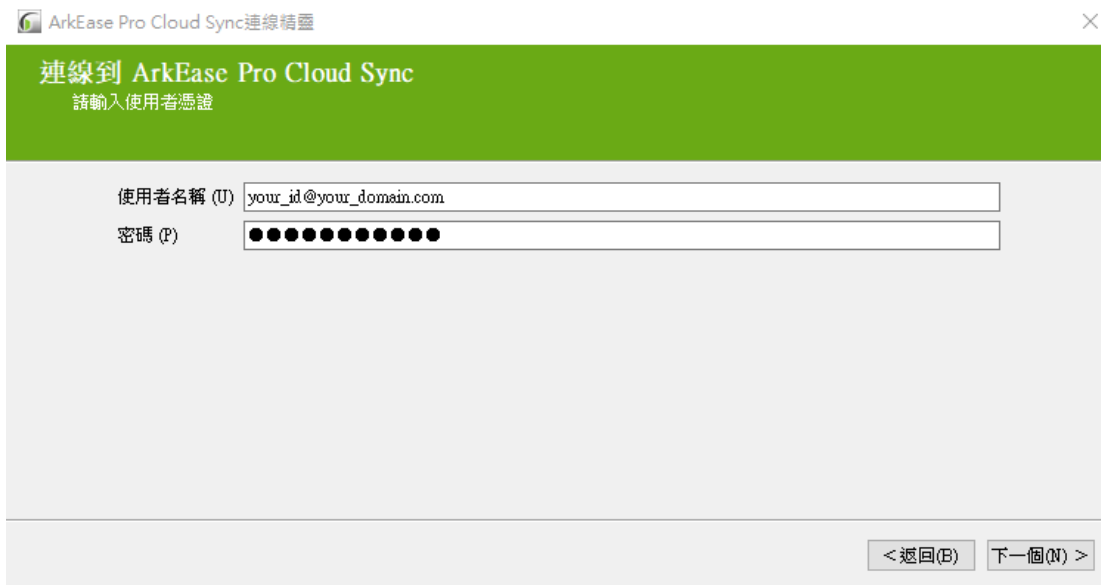 ArkEase Pro Cloud Sync連線精靈
連線到 ArkEase Pro Cloud Sync
請輸入使用者憑證
使用者名稱 (U) your_id@your_domain.com
密碼 (P) ●●●●●●●●●●●
<返回(B) 下一個(N) >